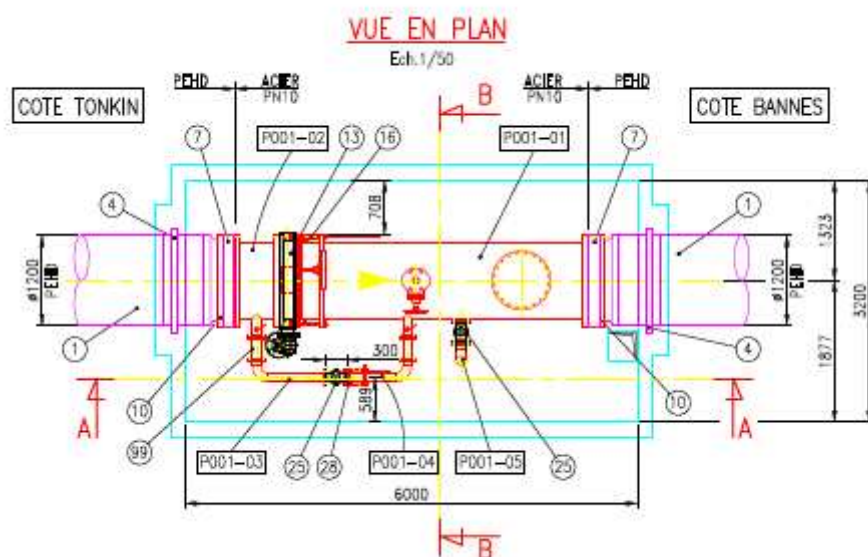 VUE EN PLAN
Ech.1/50
PEHD
ACIER
PN10
ACIER
PN10
PEHD
B
COTE TONKIN
COTE BANNES
7
P001-02
13
16
P001-01
7
4
1
708
1323
ø1200
PEHD
ø1200
PEHD
3200
300
1877
1
4
589
10
10
A
A
99
P001-03
25
28
P001-04
P001-05
25
6000
B